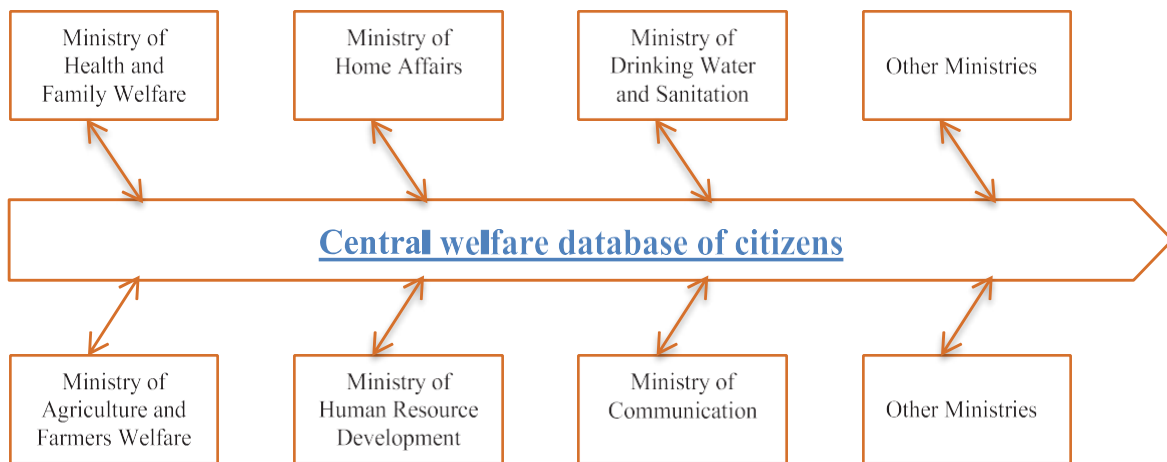 Ministry of
Health and
Family Welfare
Ministry of
Home Affairs
Ministry of
Drinking Water
and Sanitation
Other Ministries
Central welfare database of citizens
Ministry of
Agriculture and
Farmers Welfare
Ministry of
Human Resource
Development
Ministry of
Communication
Other Ministries